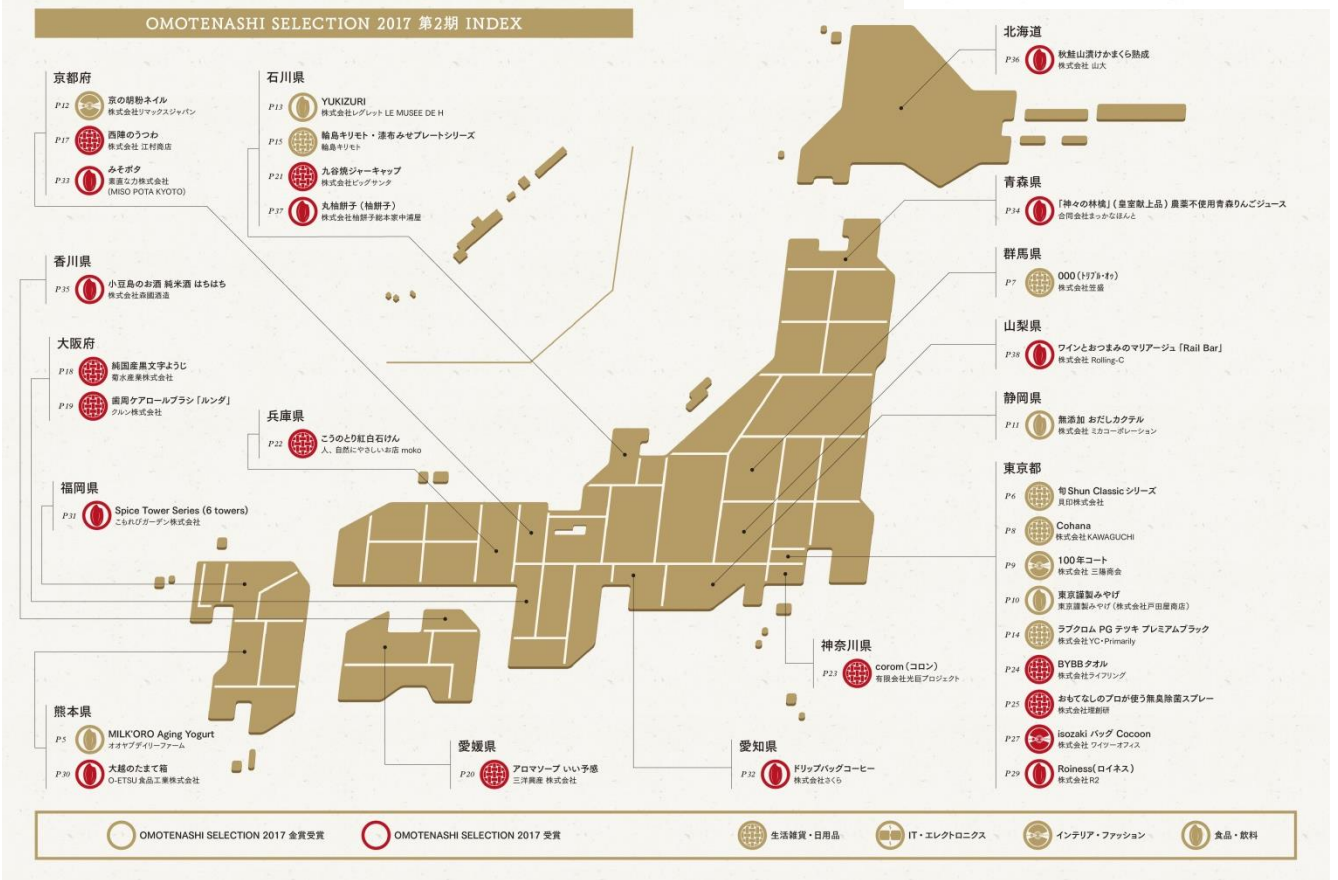 OMOTENASHI SELECTION 2017 第2期 INDEX
京都府
P12 京の胡粉ネイル
株式会社リマックスジャパン
P17 西陣のうつわ
株式会社 江村商店
P33 みそポタ
素直な力株式会社
(MISO POTA KYOTO)
石川県
P13 YUKIZURI
株式会社レグレット LE MUSEE DE H
P15 輪島キリモト・漆布みせプレートシリーズ
輪島キリモト
P21 九谷焼ジャーキャップ
株式会社ビッグサンタ
P37 丸柚餅子（柚餅子）
株式会社柚餅子総本家中浦屋
香川県
P35 小豆島のお酒 純米酒 はちはち
株式会社森國酒造
大阪府
P18 純国産黒文字ようじ
菊水産業株式会社
P19 歯周ケアロールブラシ「ルンダ」
クルン株式会社
兵庫県
P22 こうのとり紅白石けん
人、自然にやさしいお店 moko
福岡県
P31 Spice Tower Series (6 towers)
こもれびガーデン株式会社
熊本県
P5 MILK'ORO Aging Yogurt
オオヤブデイリーファーム
P30 大越のたまて箱
O-ETSU 食品工業株式会社
愛媛県
P20 アロマソープ いい予感
三洋興産 株式会社
愛知県
P32 ドリップバッグコーヒー
株式会社さくら
神奈川県
P23 corom（コロン）
有限会社光臣プロジェクト
北海道
P36 秋鮭山漬けかまくら熟成
株式会社 山大
青森県
P34 「神々の林檎」（皇室献上品）農薬不使用青森りんごジュース
合同会社まっかなほんと
群馬県
P7 000（トリプル・オゥ）
株式会社笠盛
山梨県
P38 ワインとおつまみのマリアージュ「Rail Bar」
株式会社 Rolling-C
静岡県
P11 無添加 おだしカクテル
株式会社 ミカコーポレーション
東京都
P6 旬 Shun Classic シリーズ
貝印株式会社
P8 Cohana
株式会社KAWAGUCHI
P9 100年コート
株式会社 三陽商会
P10 東京謹製みやげ
東京謹製みやげ（株式会社戸田屋商店）
P14 ラブクロム PG テツキ プレミアムブラック
株式会社YC・Primarily
P24 BYBB タオル
株式会社ライフリング
P25 おもてなしのプロが使う無臭除菌スプレー
株式会社理創研
P27 isozaki バッグ Cocoon
株式会社 ワイツーオフィス
P29 Roiness(ロイネス)
株式会社R2
OMOTENASHI SELECTION 2017 金賞受賞
OMOTENASHI SELECTION 2017 受賞
生活雑貨・日用品
IT・エレクトロニクス
インテリア・ファッション
食品・飲料